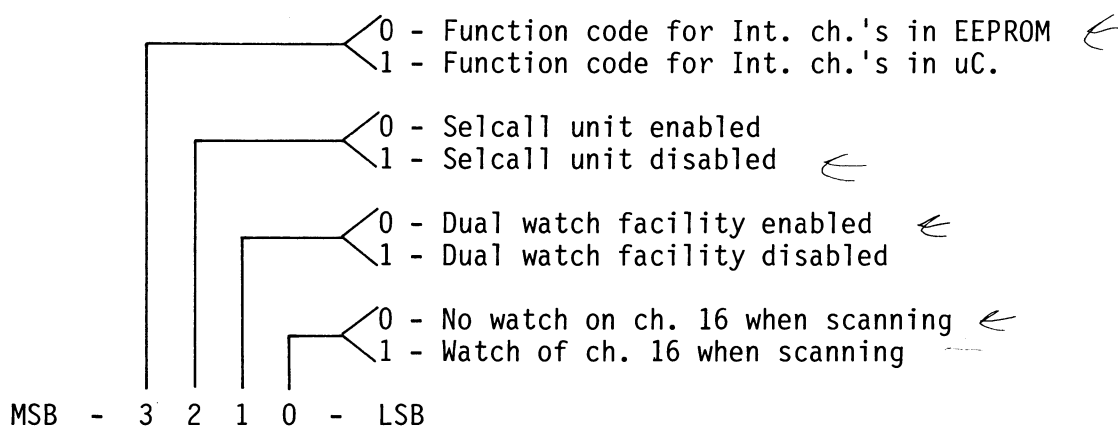 0 - Function code for Int. ch.'s in EEPROM
1 - Function code for Int. ch.'s in uC.
0 - Selcall unit enabled
1 - Selcall unit disabled
0 - Dual watch facility enabled
1 - Dual watch facility disabled
0 - No watch on ch. 16 when scanning
1 - Watch of ch. 16 when scanning
MSB - 3 2 1 0 - LSB